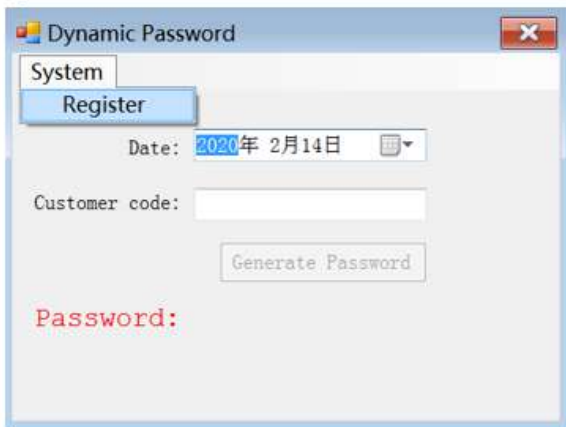 Dynamic Password
System
Register
Date: 2020年 2月14日
Customer code:
Generate Password
Password: